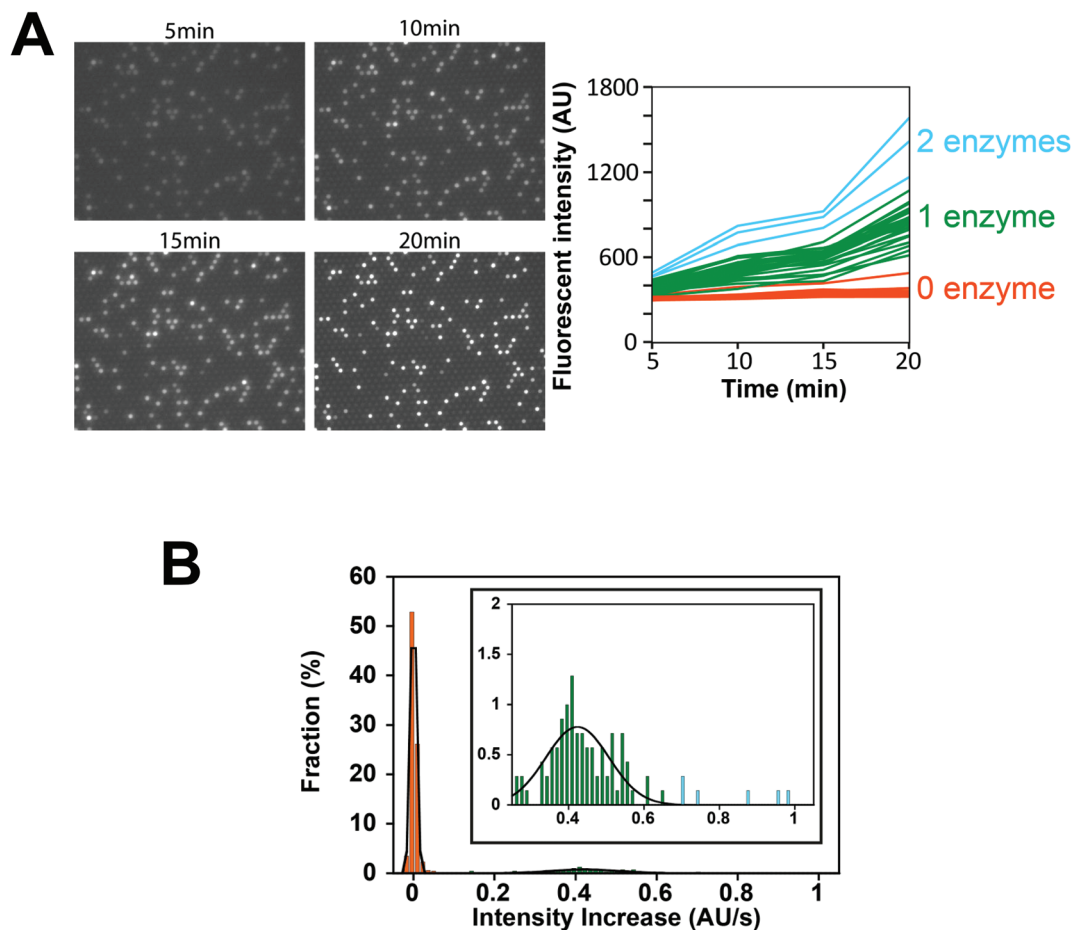 A
5min
10min
15min
20min
Fluorescent intensity (AU)
1800
1200
600
0
5
10
15
20
Time (min)
2 enzymes
1 enzyme
0 enzyme
B
Fraction (%)
60
50
40
30
20
10
0
0
0.2
0.4
0.6
0.8
1
Intensity Increase (AU/s)
2
1.5
1
0.5
0
0.4
0.6
0.8
1